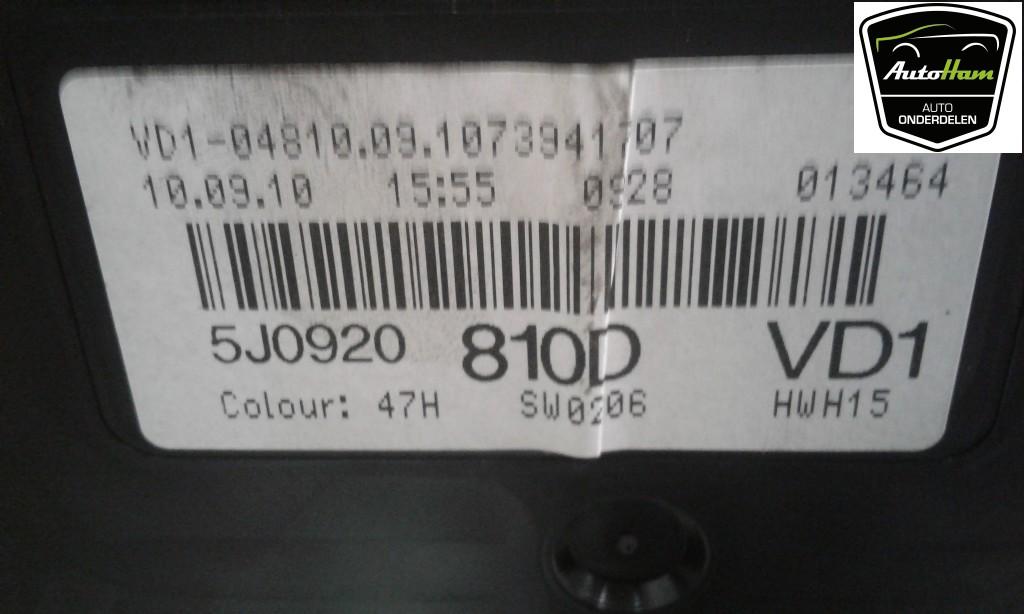 AutoHam
AUTO
ONDERDELEN
VD1-04810.09.1073941707
10.09.10 15:55 0928 013464
5J0920 810D VD1
Colour: 47H SW0206 HWH15